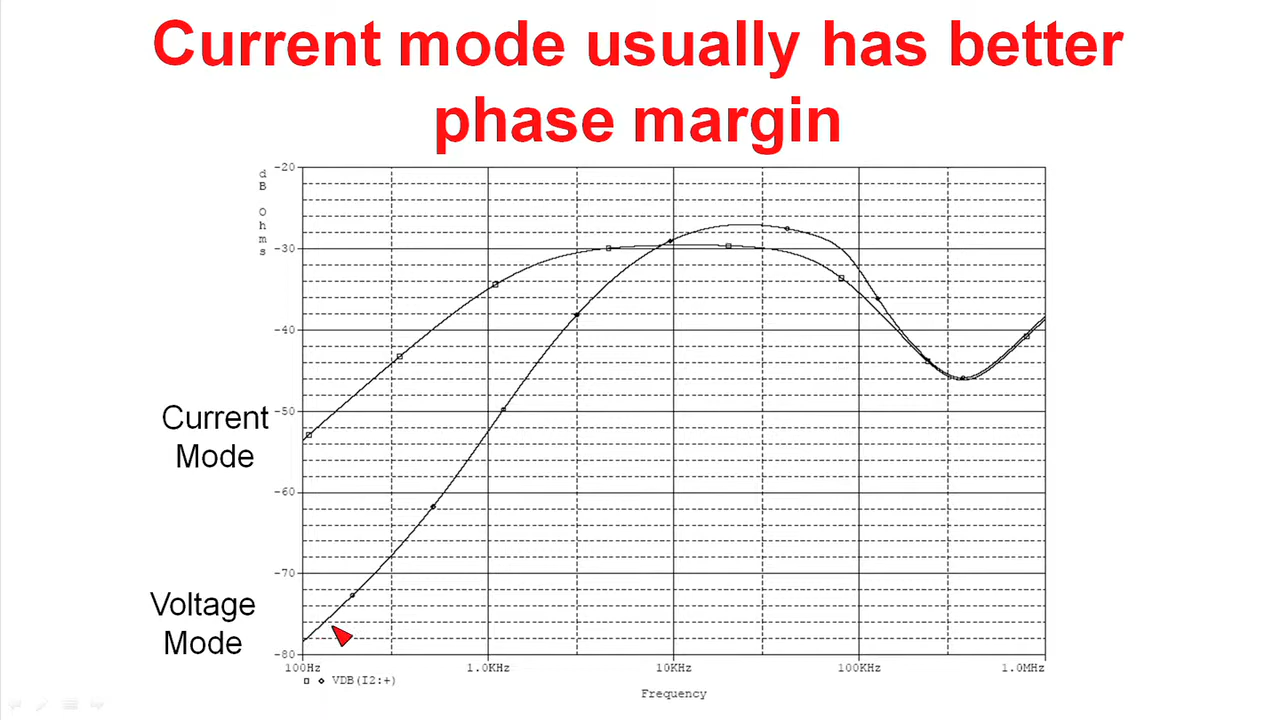 Current mode usually has better
phase margin
dB Ohms
-20
-30
-40
-50
-60
-70
-80
Current
Mode
Voltage
Mode
100Hz 1.0KHz 10KHz 100KHz 1.0MHz
VDB(I2:+)
Frequency